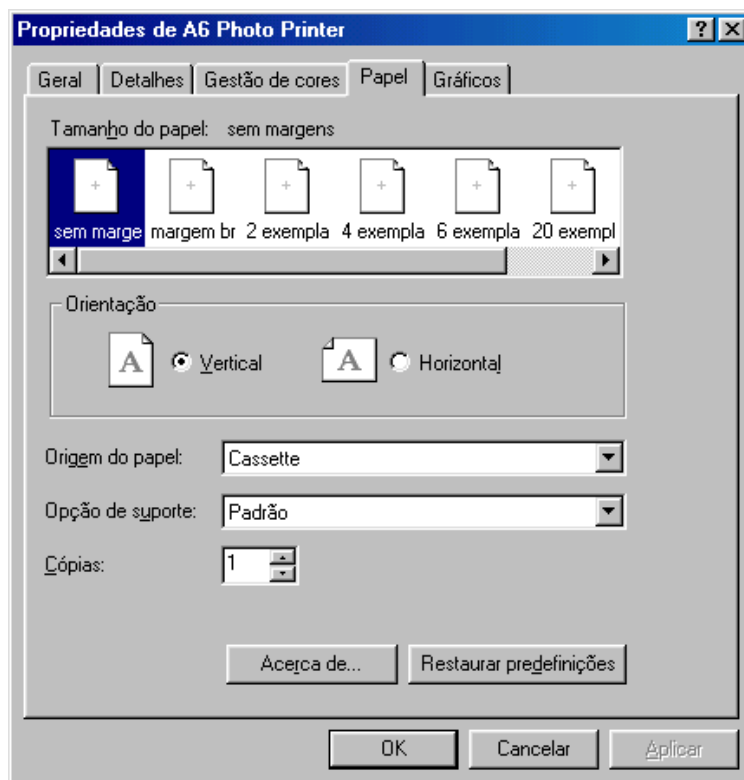 Propriedades de A6 Photo Printer
Geral Detalhes Gestão de cores Papel Gráficos
Tamanho do papel: sem margens
sem marge margem br 2 exempla 4 exempla 6 exempla 20 exempl
Orientação
A Vertical A Horizontal
Origem do papel: Cassette
Opção de suporte: Padrão
Cópias: 1
Acerca de... Restaurar predefinições
OK Cancelar Aplicar